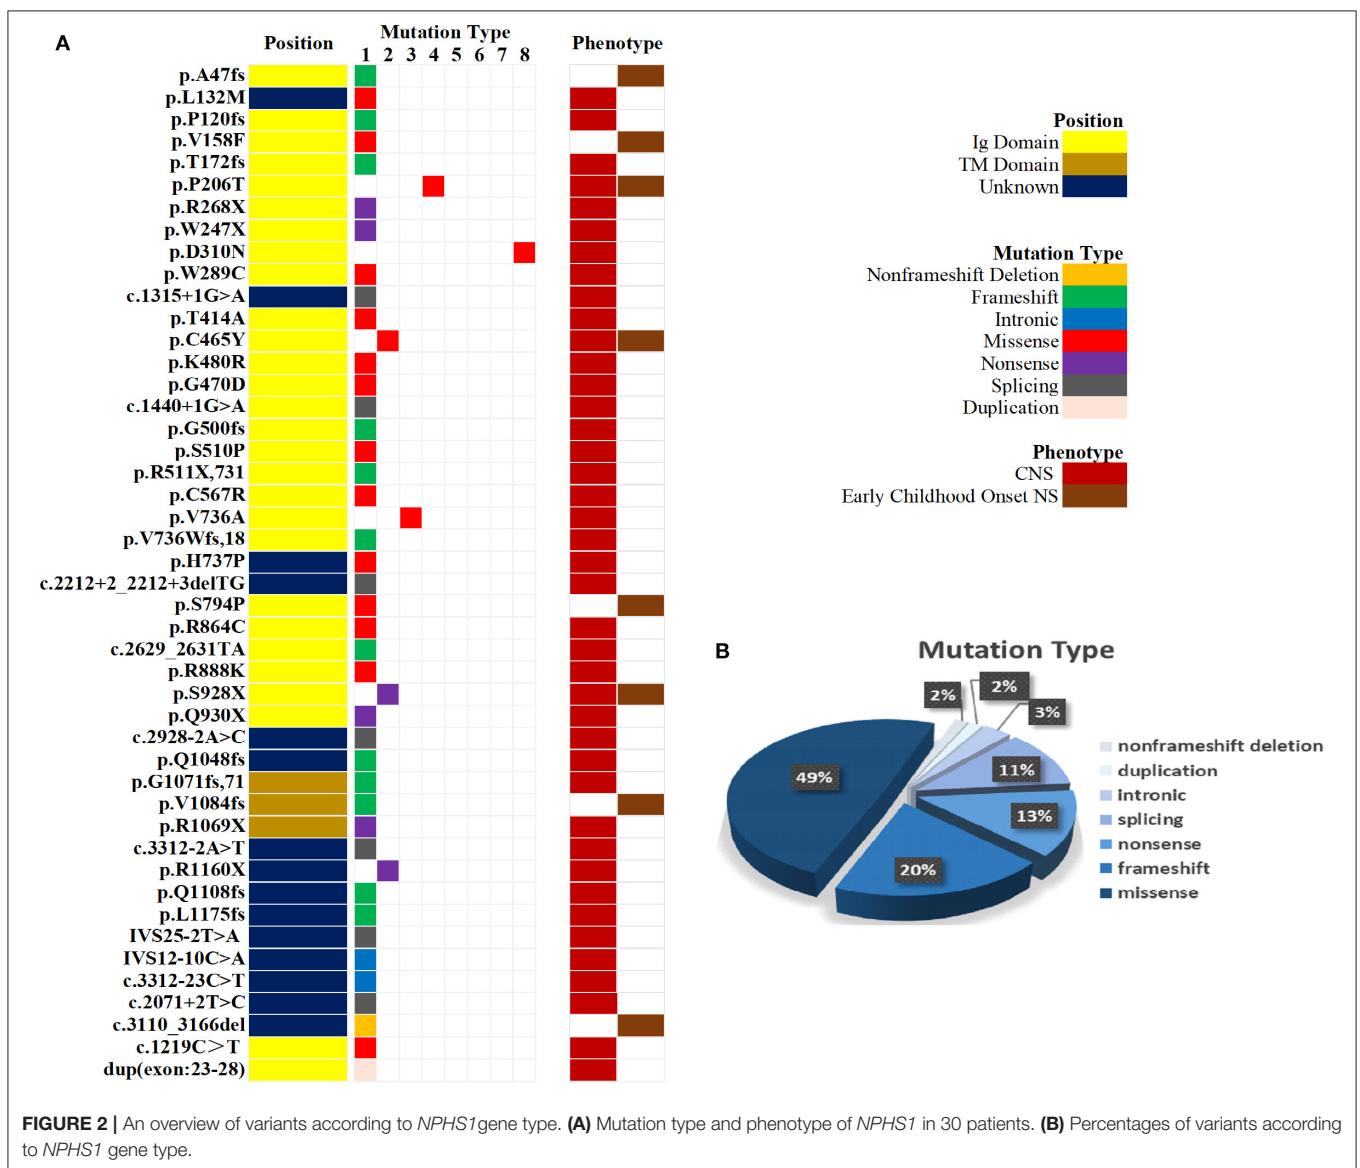 A
Position
Mutation Type
1 2 3 4 5 6 7 8
Phenotype
p.A47fs
p.L132M
p.P120fs
p.V158F
p.T172fs
p.P206T
p.R268X
p.W247X
p.D310N
p.W289C
c.1315+1G>A
p.T414A
p.C465Y
p.K480R
p.G470D
c.1440+1G>A
p.G500fs
p.S510P
p.R511X,731
p.C567R
p.V736A
p.V736Wfs,18
p.H737P
c.2212+2_2212+3delTG
p.S794P
p.R864C
c.2629_2631TA
p.R888K
p.S928X
p.Q930X
c.2928-2A>C
p.Q1048fs
p.G1071fs,71
p.V1084fs
p.R1069X
c.3312-2A>T
p.R1160X
p.Q1108fs
p.L1175fs
IVS25-2T>A
IVS12-10C>A
c.3312-23C>T
c.2071+2T>C
c.3110_3166del
c.1219C＞T
dup(exon:23-28)
Position
Ig Domain
TM Domain
Unknown
Mutation Type
Nonframeshift Deletion
Frameshift
Intronic
Missense
Nonsense
Splicing
Duplication
Phenotype
CNS
Early Childhood Onset NS
B
Mutation Type
2%
2%
3%
11%
13%
20%
49%
nonframeshift deletion
duplication
intronic
splicing
nonsense
frameshift
missense
FIGURE 2 | An overview of variants according to NPHS1gene type. (A) Mutation type and phenotype of NPHS1 in 30 patients. (B) Percentages of variants according
to NPHS1 gene type.